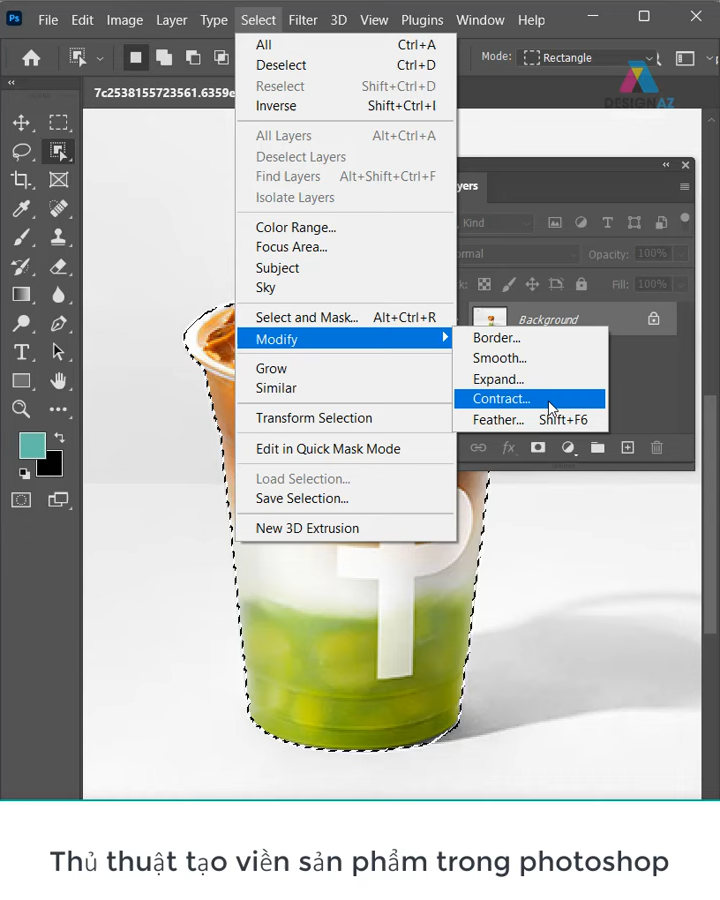 Ps File Edit Image Layer Type Select Filter 3D View Plugins Window Help
Mode: Rectangle
DESIGNAZ
7c2538155723561.6359e
All Ctrl+A
Deselect Ctrl+D
Reselect Shift+Ctrl+D
Inverse Shift+Ctrl+I
All Layers Alt+Ctrl+A
Deselect Layers
Find Layers Alt+Shift+Ctrl+F
Isolate Layers
Color Range...
Focus Area...
Subject
Sky
Select and Mask... Alt+Ctrl+R
Modify
Grow
Similar
Transform Selection
Edit in Quick Mask Mode
Load Selection...
Save Selection...
New 3D Extrusion
yers
Kind
rmal Opacity: 100%
k: Fill: 100%
Background
Border...
Smooth...
Expand...
Contract...
Feather... Shift+F6
fx
Thủ thuật tạo viền sản phẩm trong photoshop